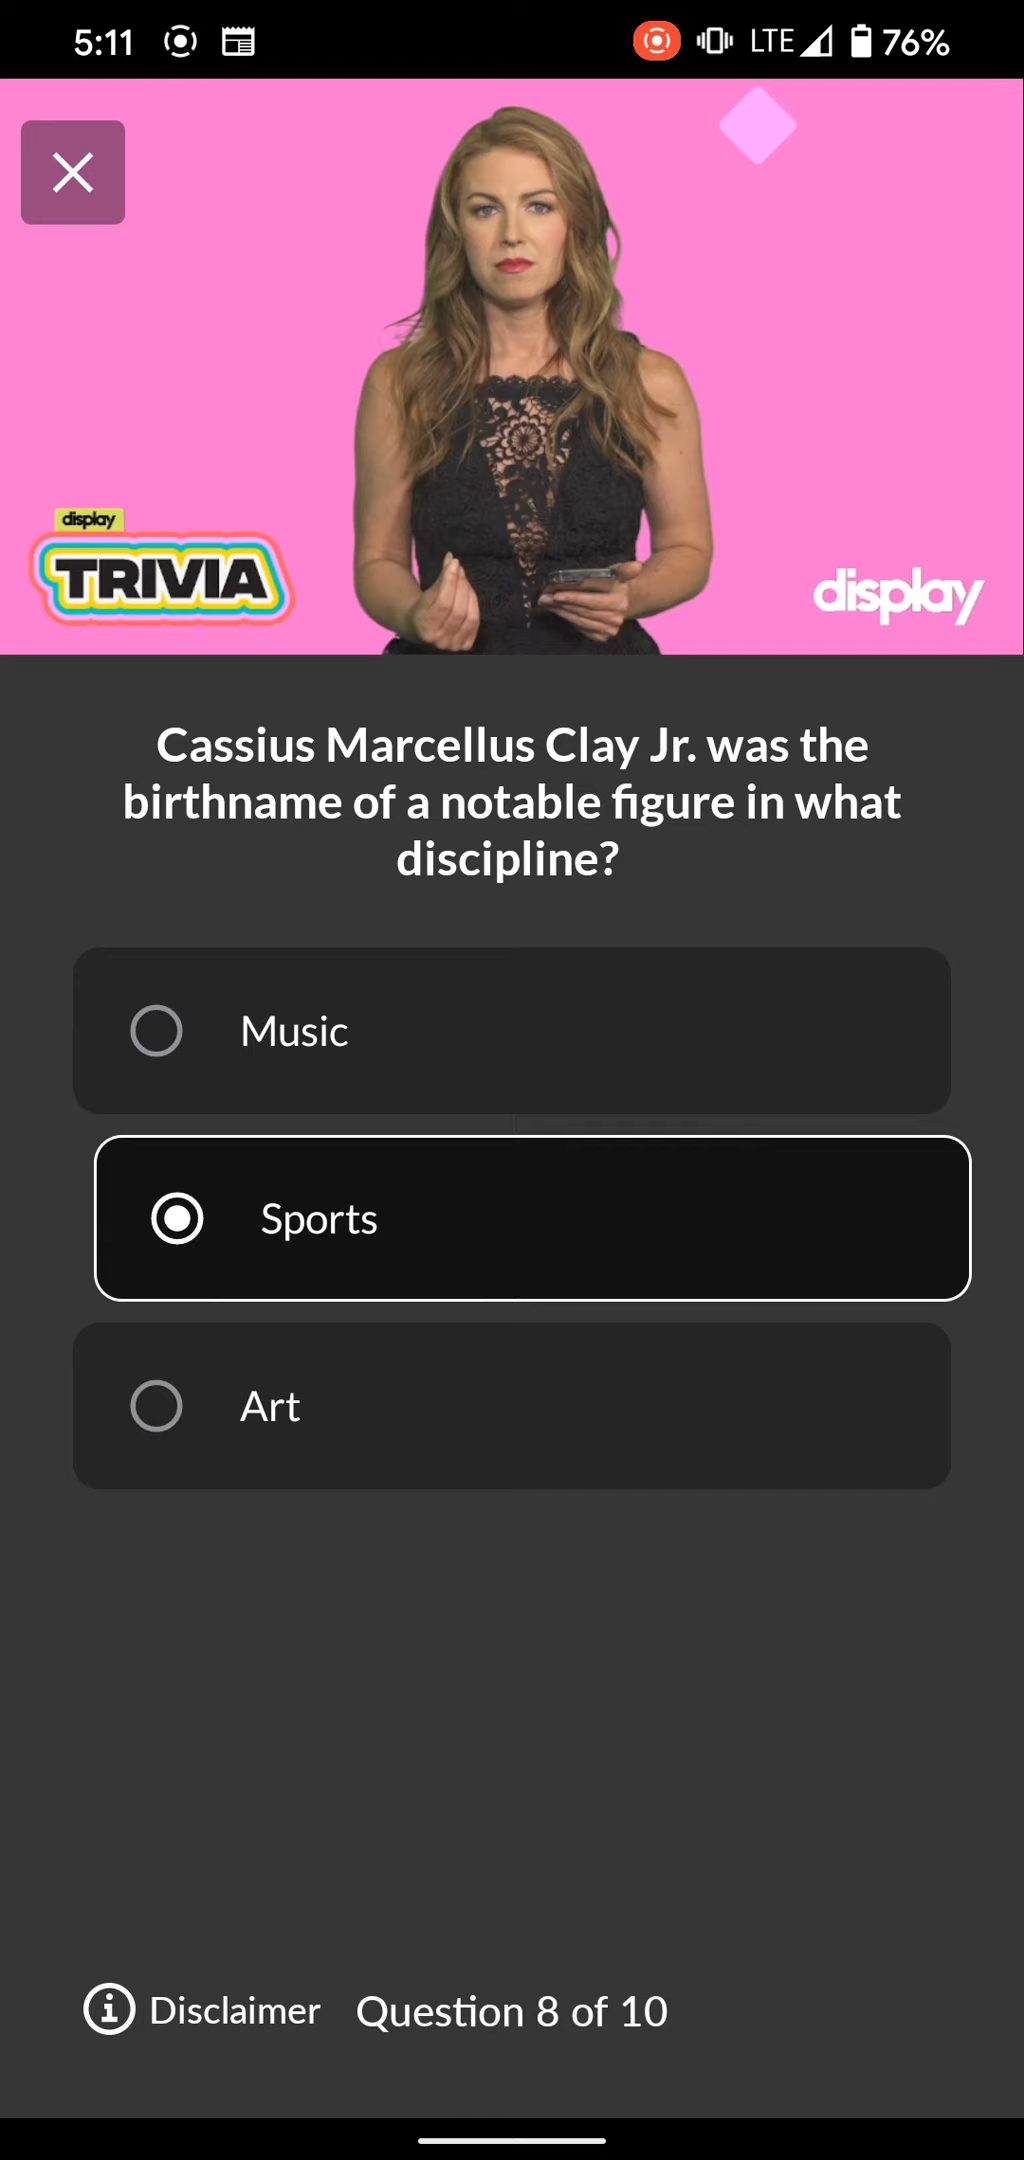 5:11
LTE 76%
display
TRIVIA
display
Cassius Marcellus Clay Jr. was the
birthname of a notable figure in what
discipline?
Music
Sports
Art
Disclaimer Question 8 of 10